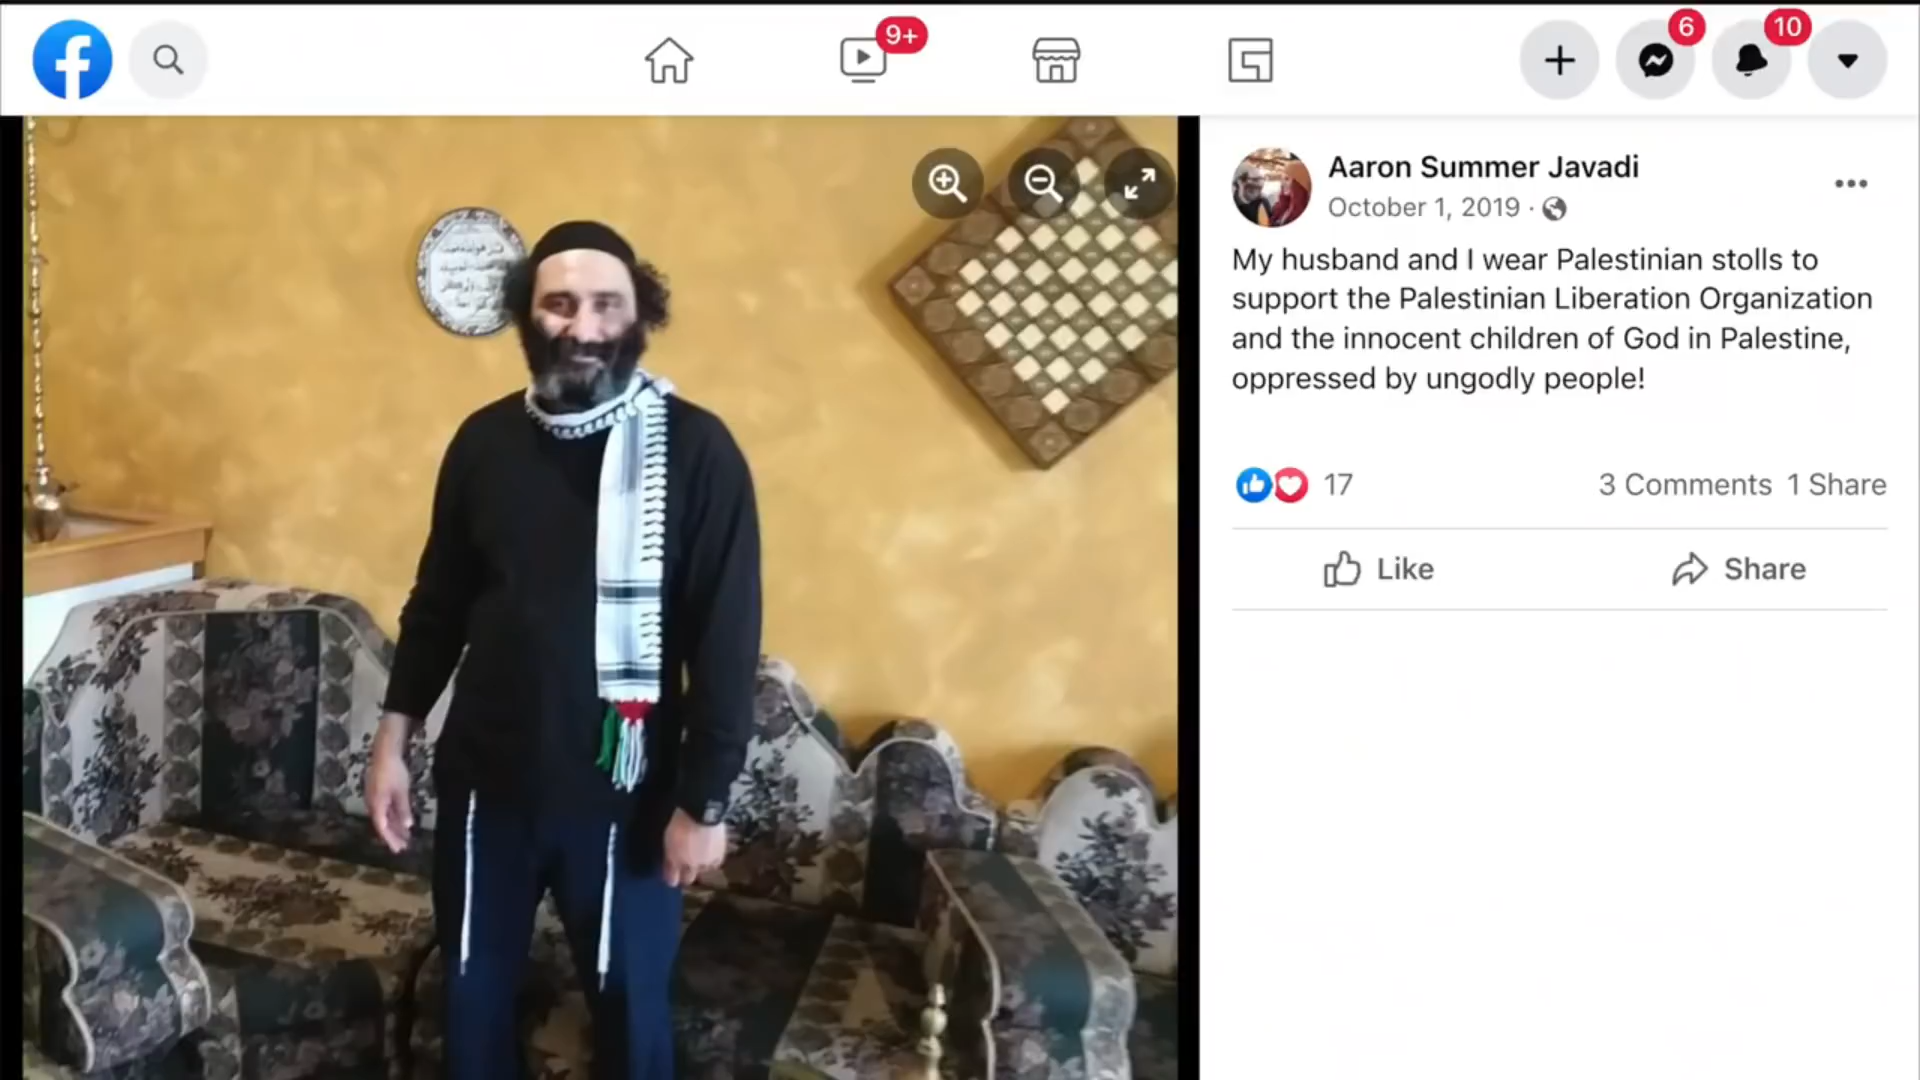 9+
6
10
Aaron Summer Javadi
October 1, 2019 ·
My husband and I wear Palestinian stolls to
support the Palestinian Liberation Organization
and the innocent children of God in Palestine,
oppressed by ungodly people!
17
3 Comments 1 Share
Like
Share